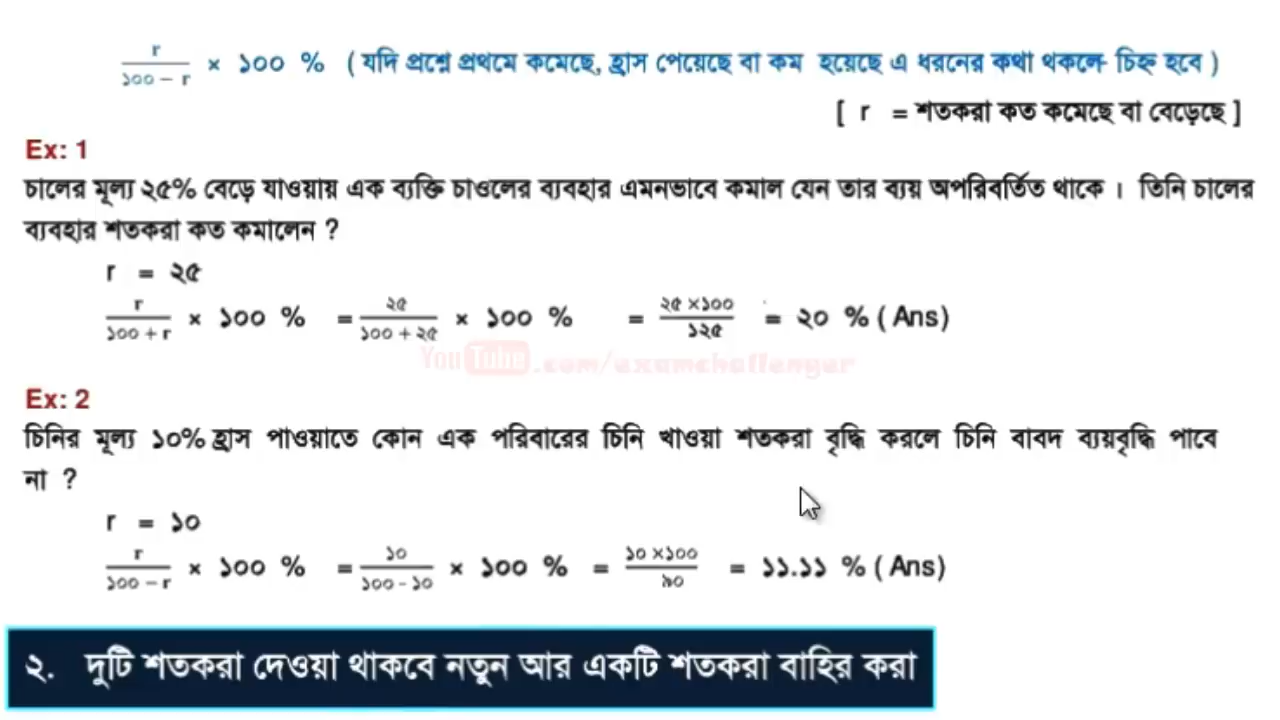 r/১০০ – r × ১০০ % ( যদি প্রশ্নে প্রথমে কমেছে, হ্রাস পেয়েছে বা কম হয়েছে এ ধরনের কথা থকলে - চিহ্ন হবে )
[ r = শতকরা কত কমেছে বা বেড়েছে ]
Ex: 1
চালের মূল্য ২৫% বেড়ে যাওয়ায় এক ব্যক্তি চাওলের ব্যবহার এমনভাবে কমাল যেন তার ব্যয় অপরিবর্তিত থাকে । তিনি চালের
ব্যবহার শতকরা কত কমালেন ?
r = ২৫
r/১০০ + r × ১০০ % = ২৫/১০০ + ২৫ × ১০০ % = ২৫ ×১০০/১২৫ = ২০ % ( Ans)
YouTube.com/examchallenger
Ex: 2
চিনির মূল্য ১০% হ্রাস পাওয়াতে কোন এক পরিবারের চিনি খাওয়া শতকরা বৃদ্ধি করলে চিনি বাবদ ব্যয়বৃদ্ধি পাবে
না ?
r = ১০
r/১০০ – r × ১০০ % = ১০/১০০ - ১০ × ১০০ % = ১০ ×১০০/৯০ = ১১.১১ % ( Ans)
২. দুটি শতকরা দেওয়া থাকবে নতুন আর একটি শতকরা বাহির করা